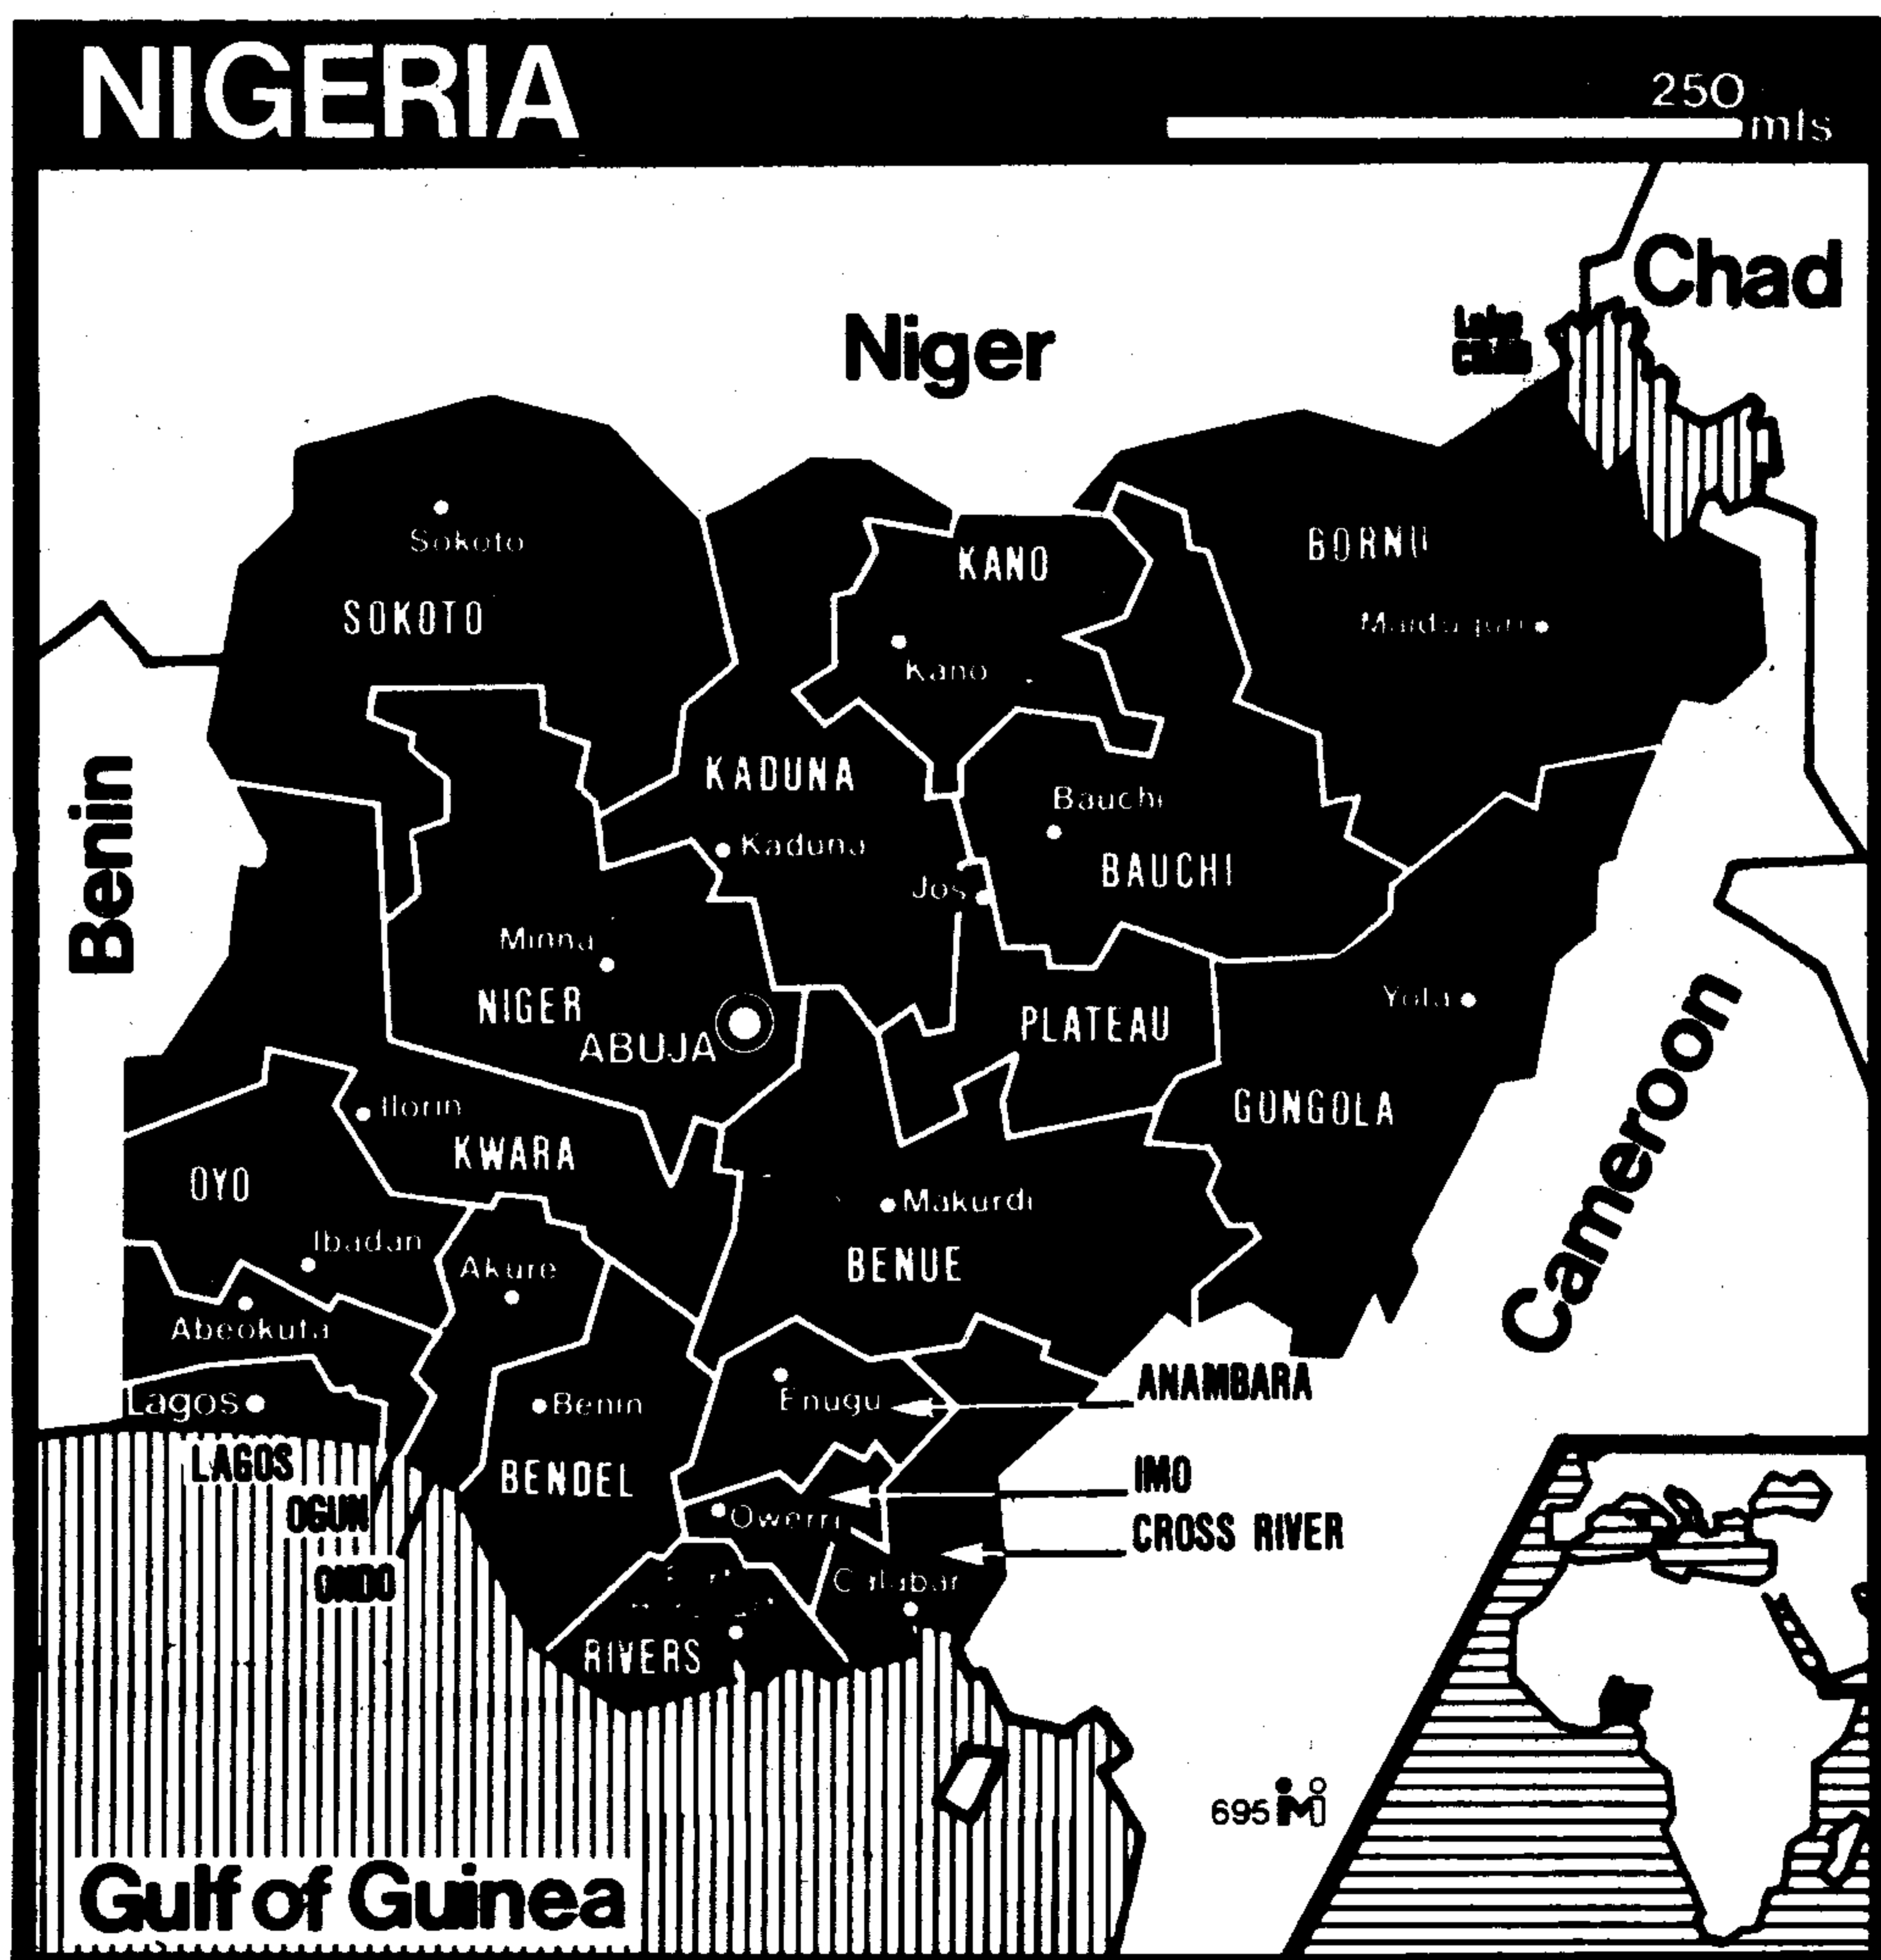 NIGERIA
250
mls
Chad
Niger
Lake
Sokoto
SOKOTO
KANO
Kano
BORNU
Benin
KADUNA
Kaduna
Bauchi
BAUCHI
Jos
Minna
NIGER
ABUJA
PLATEAU
Yola
GONGOLA
Cameroon
Ilorin
KWARA
OYO
Ibadan
Akure
Makurdi
BENUE
Abeokuta
Lagos
Benin
Enugu
ANAMBARA
LAGOS
BENDEL
IMO
OGUN
Owerri
CROSS RIVER
ONDO
Calabar
RIVERS
695
Gulf of Guinea